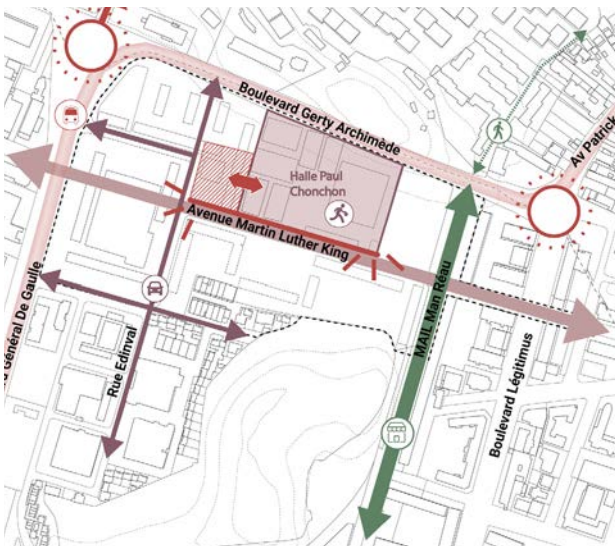 Boulevard Gerty Archimède
Av Patrick
Halle Paul
Chonchon
Avenue Martin Luther King
MAIL Man Réau
Général De Gaulle
Rue Edinval
Boulevard Légitimus